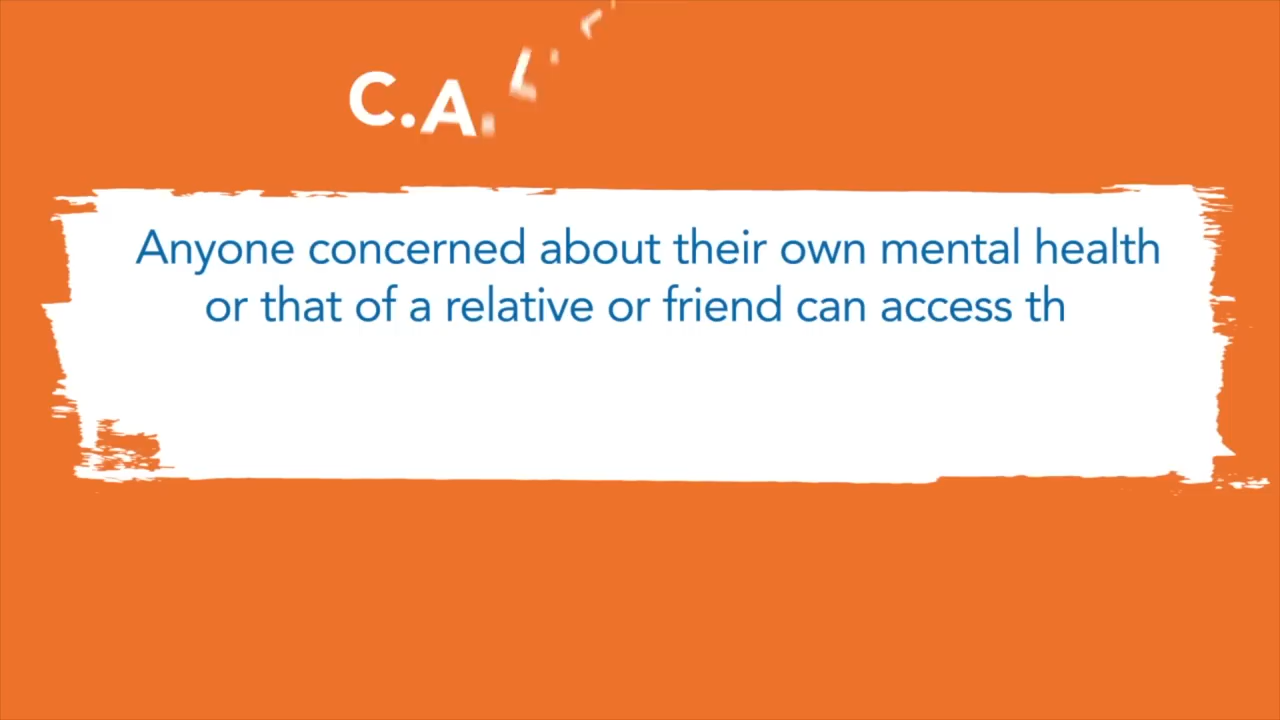 C.A.L
Anyone concerned about their own mental health
or that of a relative or friend can access th